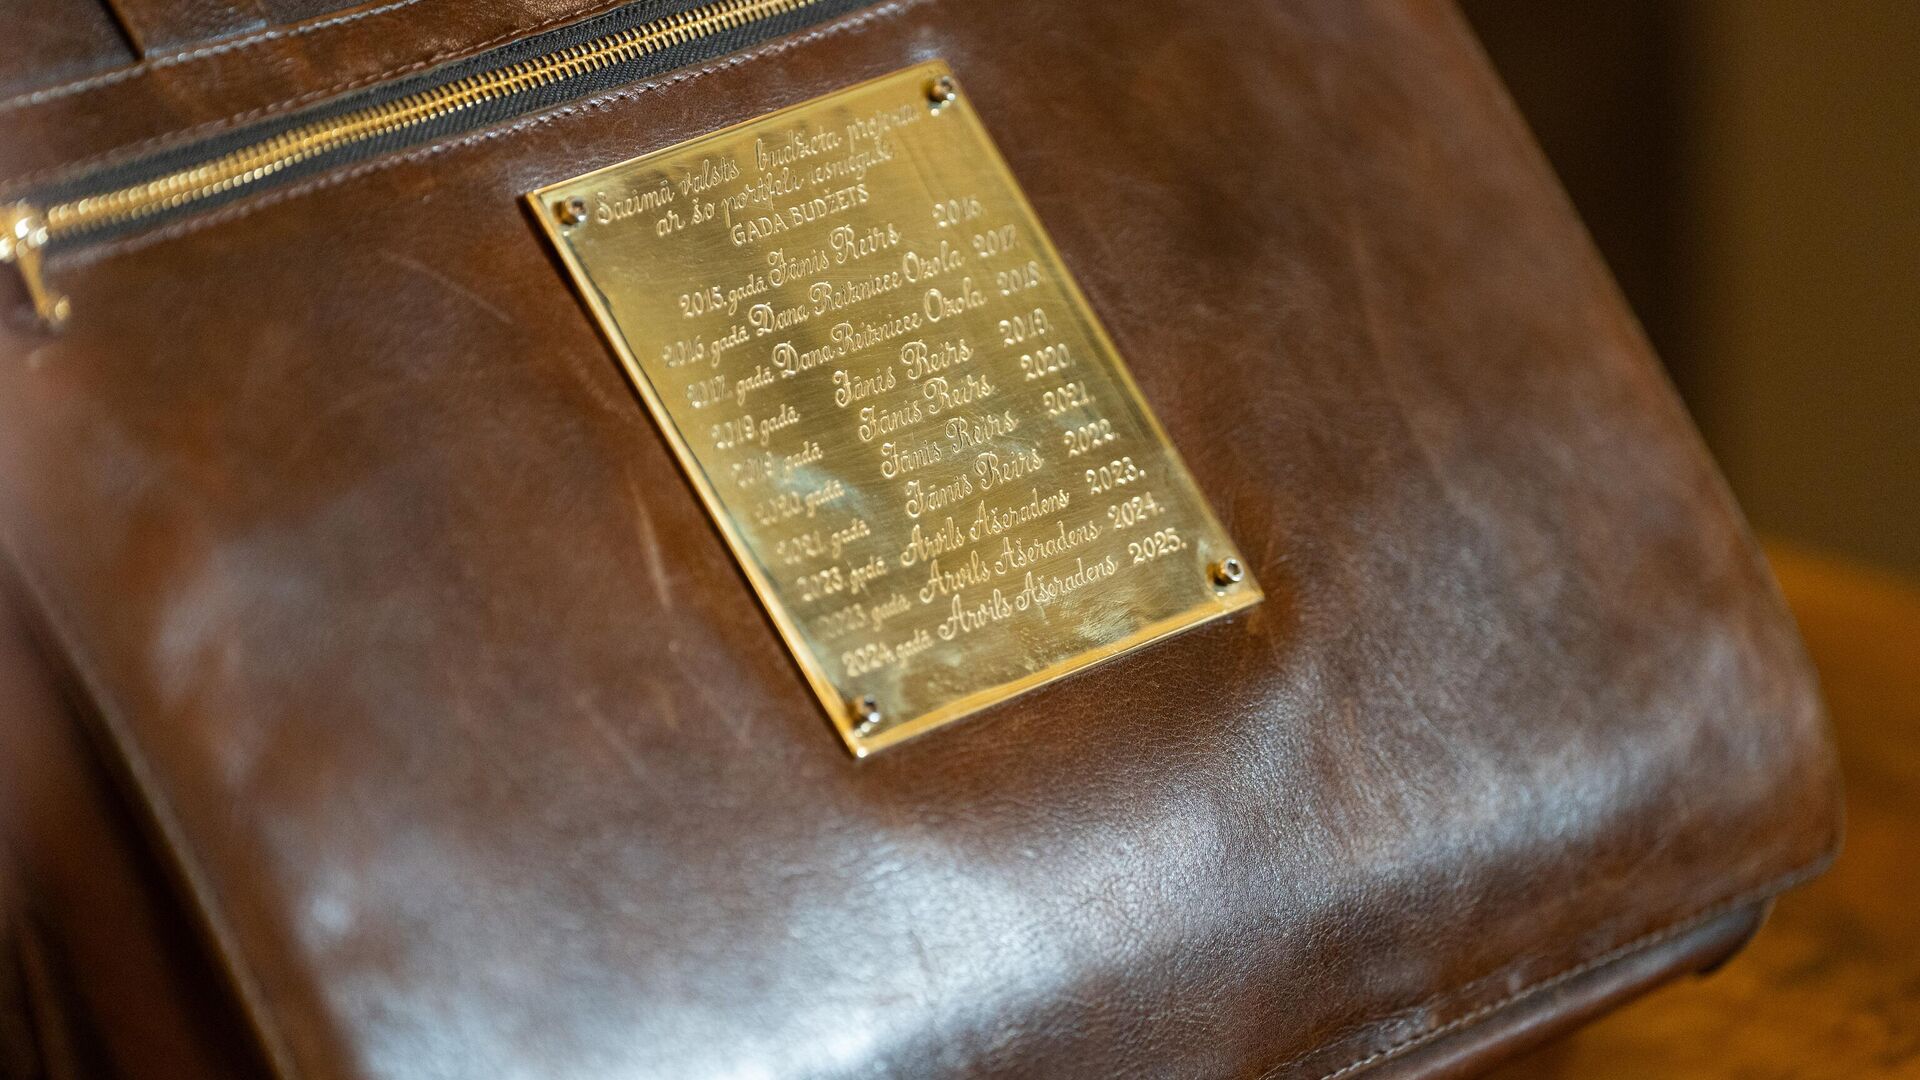 Saeimā valsts budžeta projektu
ar šo portfeli iesnieguši
GADA BUDŽETS
2015. gadā Jānis Reirs 2016.
2016. gadā Dana Reizniece Ozola 2017.
2017. gadā Dana Reizniece Ozola 2018.
2019 gadā Jānis Reirs 2019.
2019. gadā Jānis Reirs 2020.
2020 gadā Jānis Reirs 2021.
2021. gadā Jānis Reirs 2022.
2023. gadā Arvils Ašeradens 2023.
2023 gadā Arvils Ašeradens 2024.
2024. gadā Arvils Ašeradens 2025.